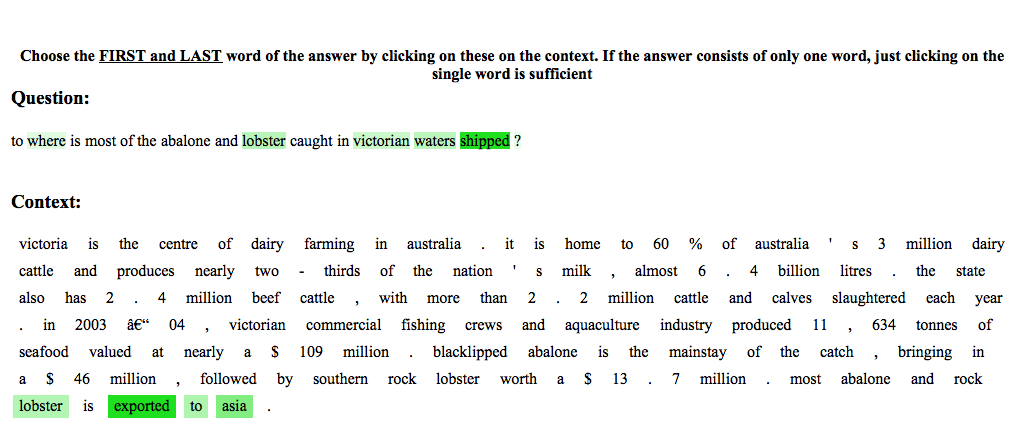 Choose the FIRST and LAST word of the answer by clicking on these on the context. If the answer consists of only one word, just clicking on the
single word is sufficient
Question:
to where is most of the abalone and lobster caught in victorian waters shipped ?
Context:
victoria is the centre of dairy farming in australia . it is home to 60 % of australia ' s 3 million dairy
cattle and produces nearly two - thirds of the nation ' s milk , almost 6 . 4 billion litres . the state
also has 2 . 4 million beef cattle , with more than 2 . 2 million cattle and calves slaughtered each year
. in 2003 â€“ 04 , victorian commercial fishing crews and aquaculture industry produced 11 , 634 tonnes of
seafood valued at nearly a $ 109 million . blacklipped abalone is the mainstay of the catch , bringing in
a $ 46 million , followed by southern rock lobster worth a $ 13 . 7 million . most abalone and rock
lobster is exported to asia .